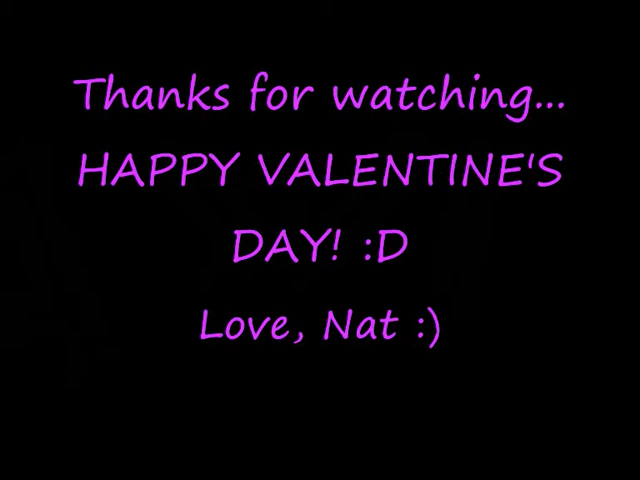 Thanks for watching...
HAPPY VALENTINE'S
DAY! :D
Love, Nat :)